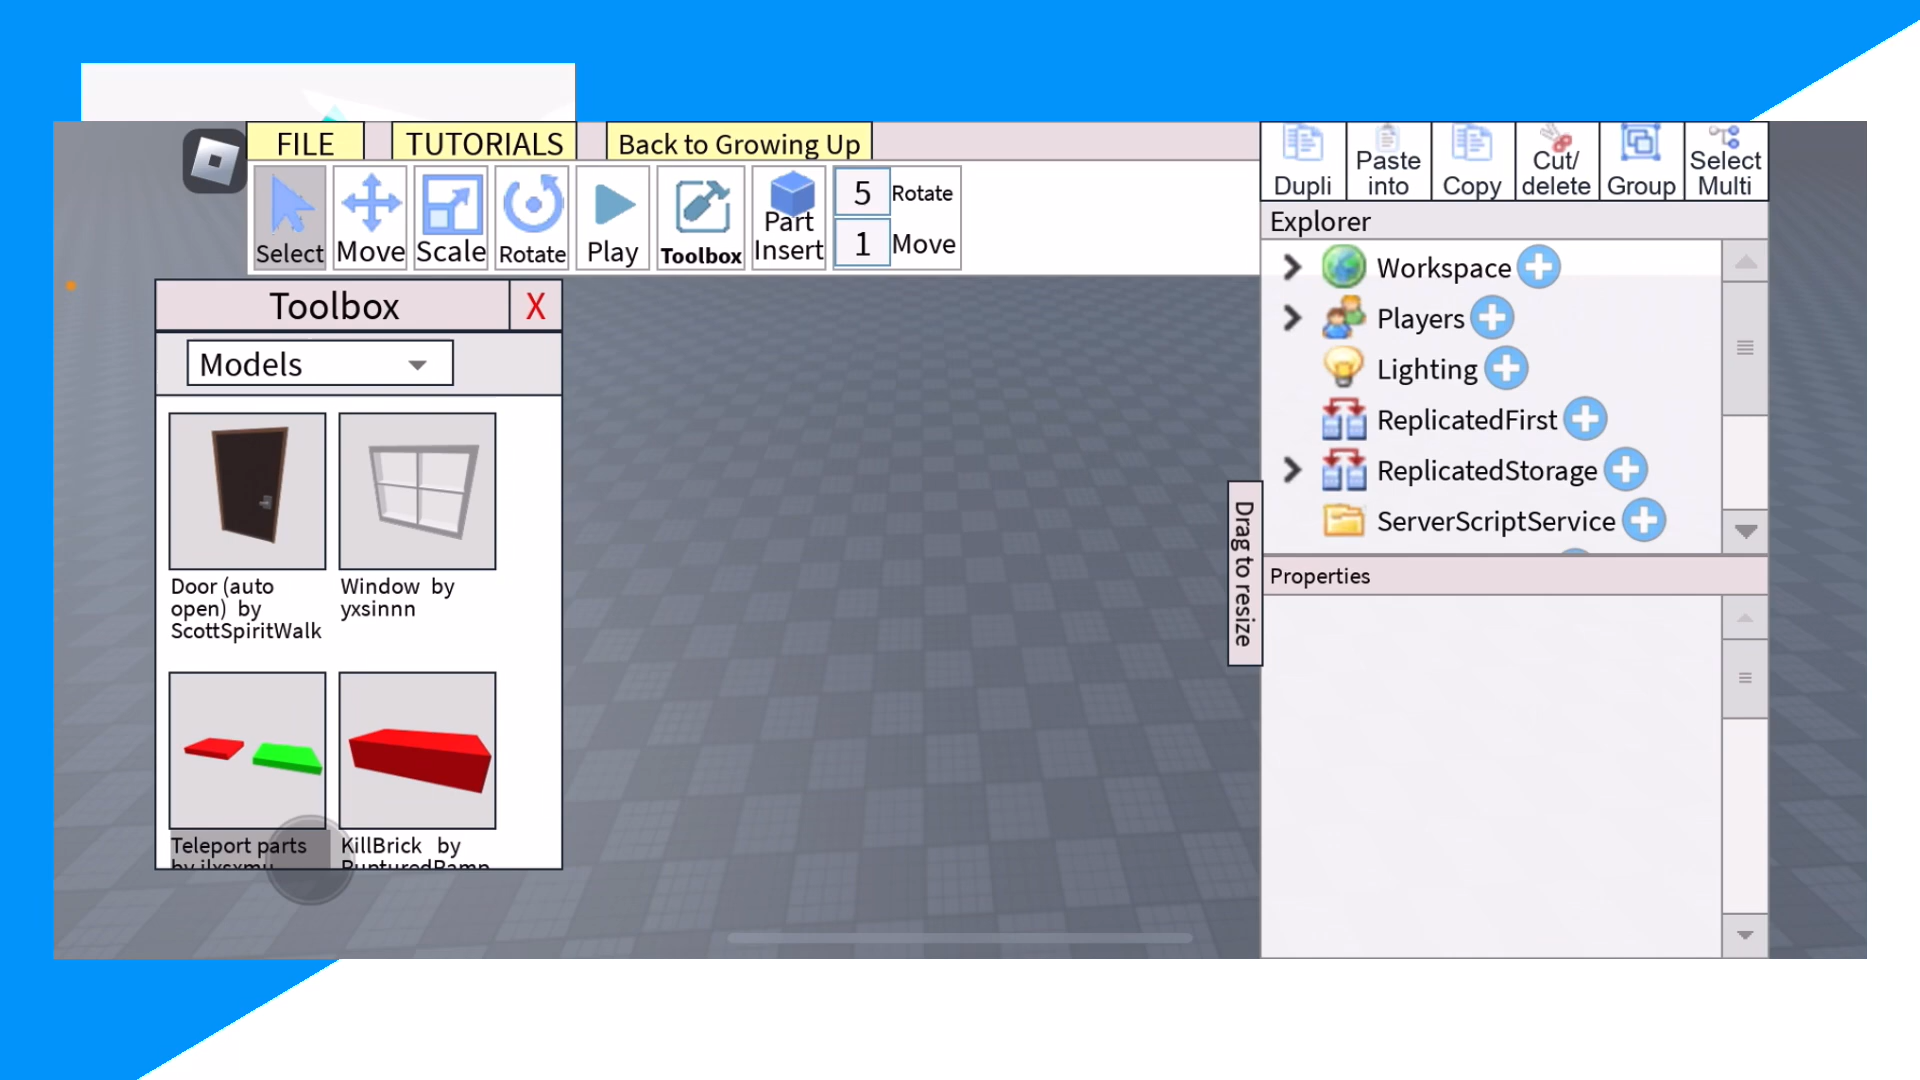 FILE
TUTORIALS
Back to Growing Up
Select
Move
Scale
Rotate
Play
Toolbox
Part
Insert
5 Rotate
1 Move
Dupli
Paste
into
Copy
Cut/
delete
Group
Select
Multi
Explorer
Workspace
Players
Lighting
ReplicatedFirst
ReplicatedStorage
ServerScriptService
Drag to resize
Properties
Toolbox X
Models
Door (auto
open) by
ScottSpiritWalk
Window by
yxsinnn
Teleport parts
by
KillBrick by